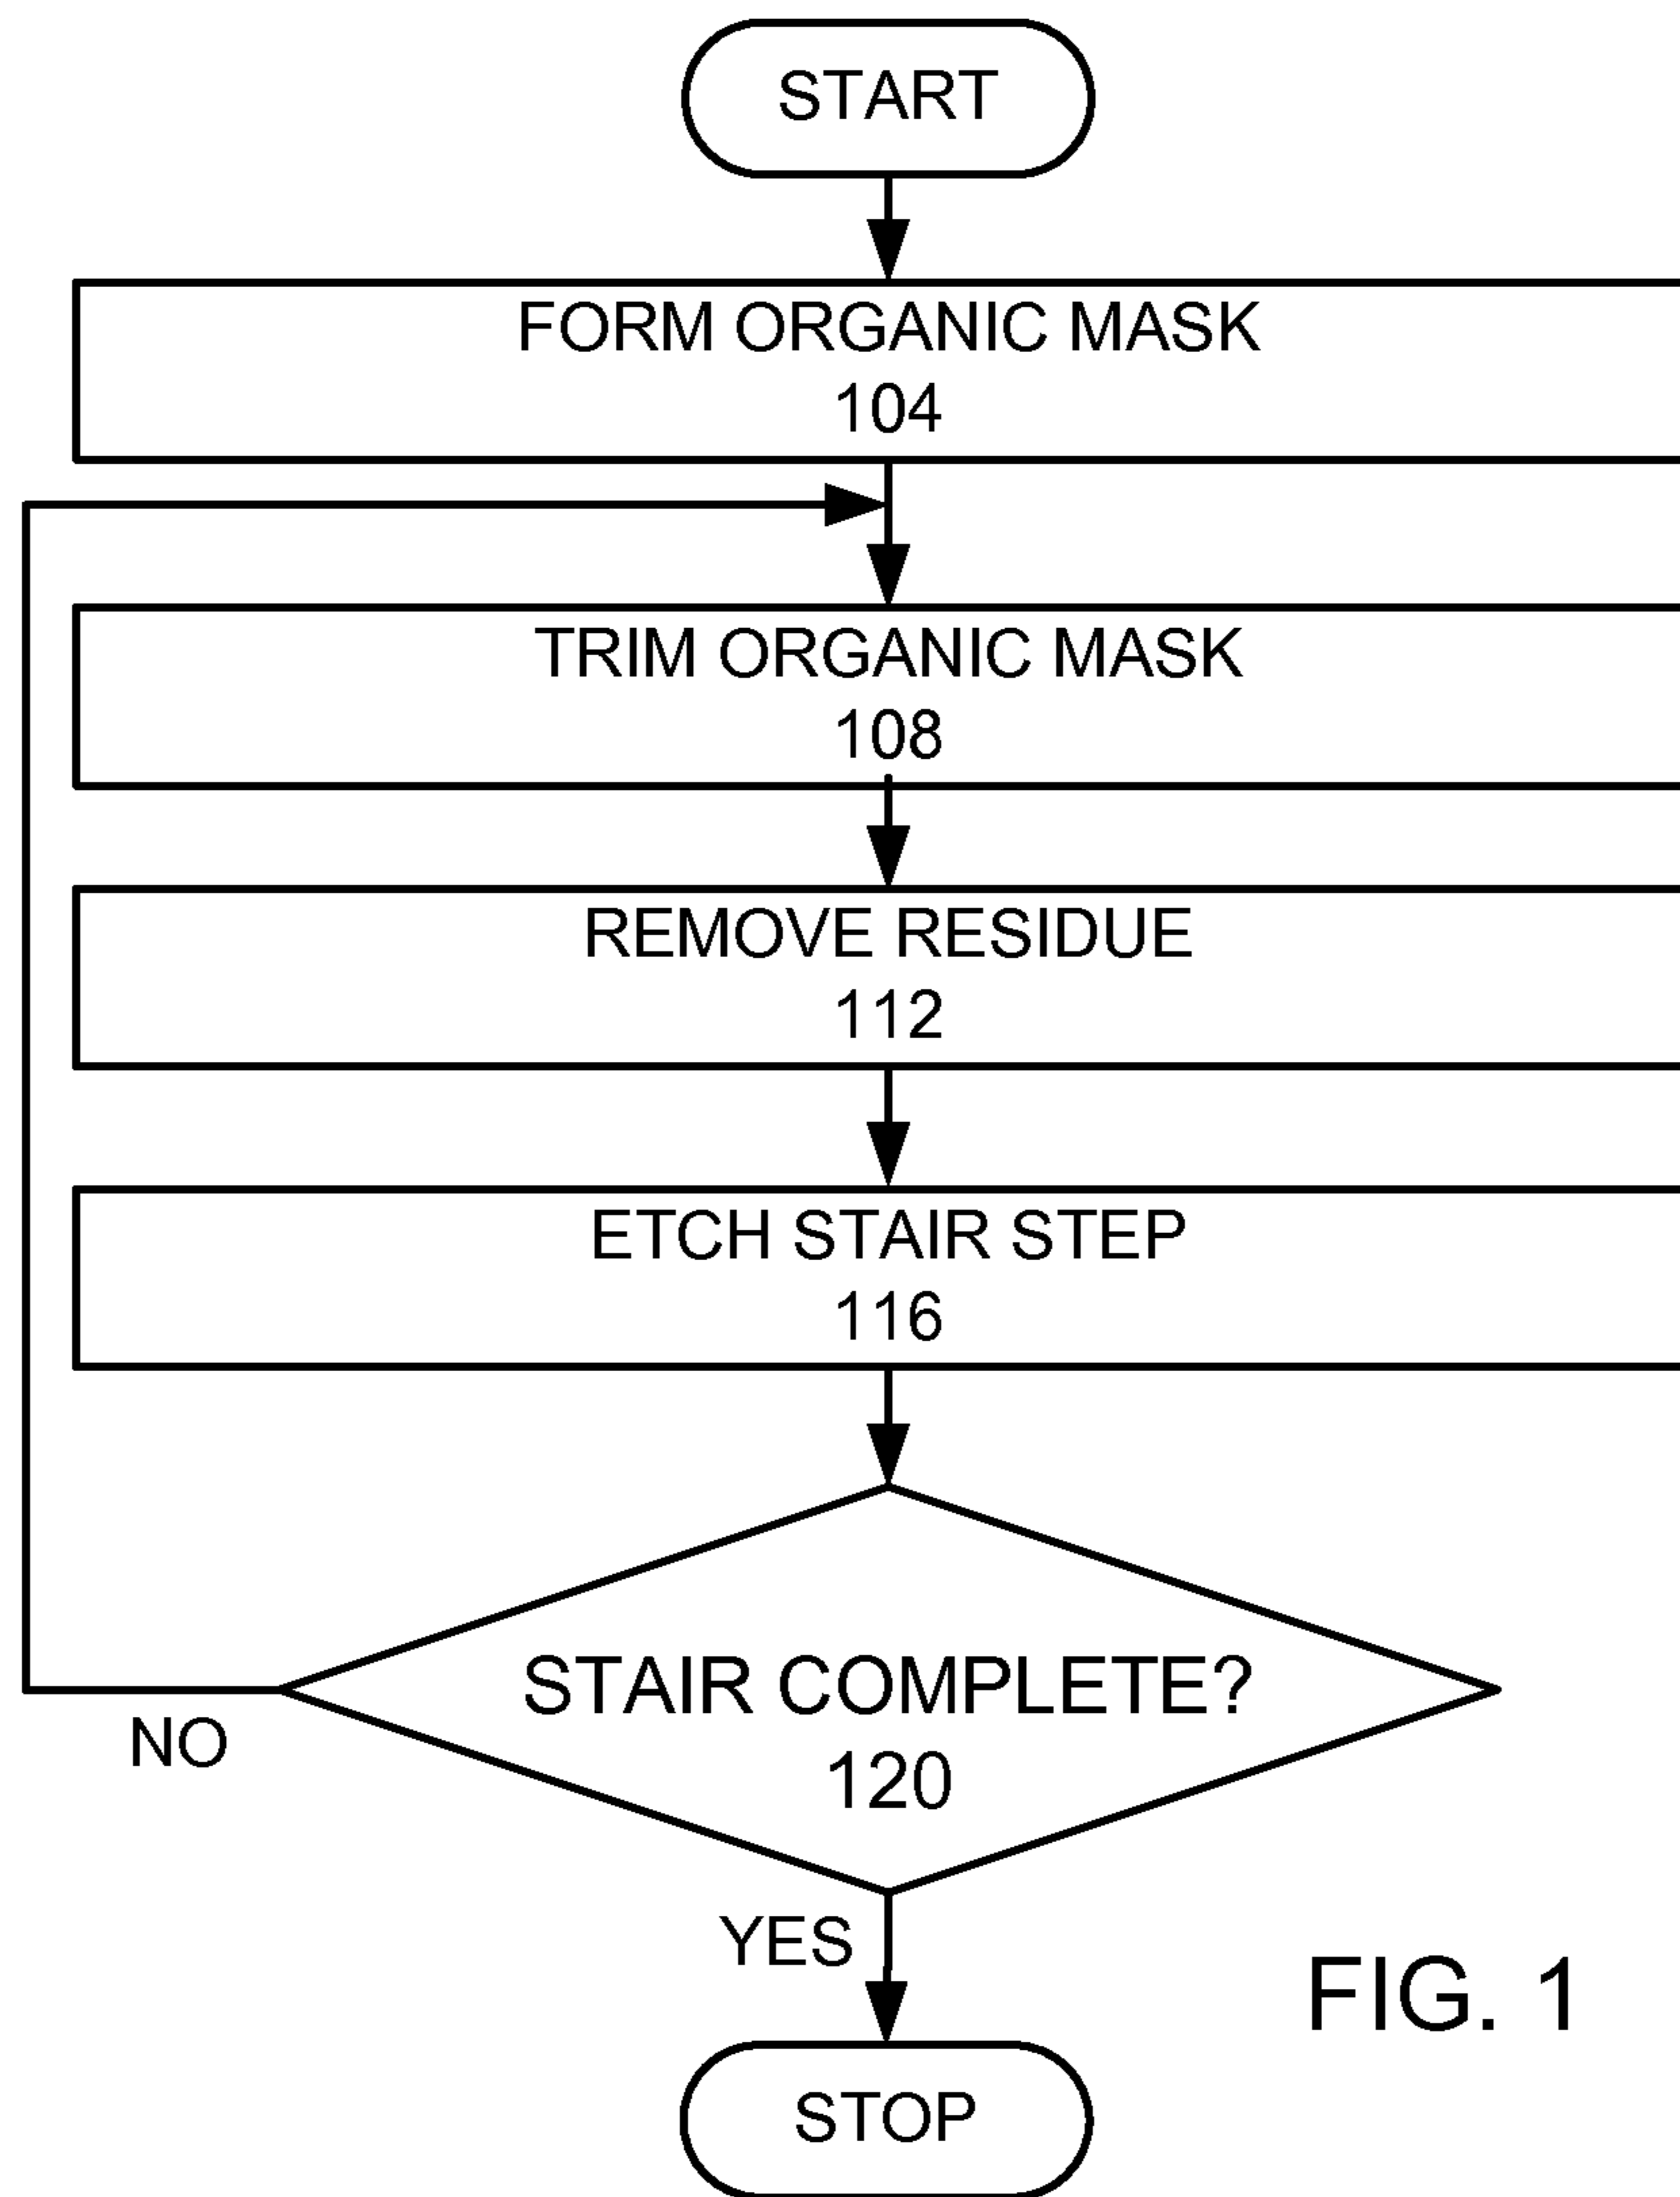 START
FORM ORGANIC MASK
104
TRIM ORGANIC MASK
108
REMOVE RESIDUE
112
ETCH STAIR STEP
116
STAIR COMPLETE?
120
NO
YES
FIG. 1
STOP